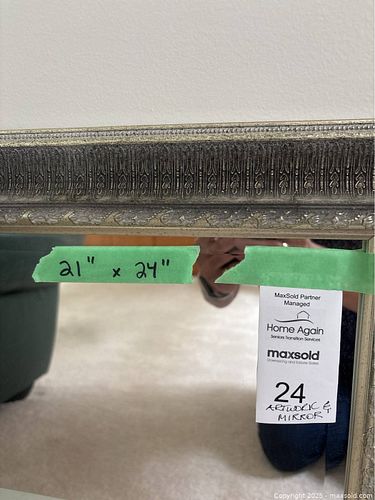 21" x 24"
MaxSold Partner
Managed
Home Again
Seniors Transition Services
maxsold
Downsizing and Estate Sales
24
ARTWORK &
MIRROR
Copyright 2025 - maxsold.com